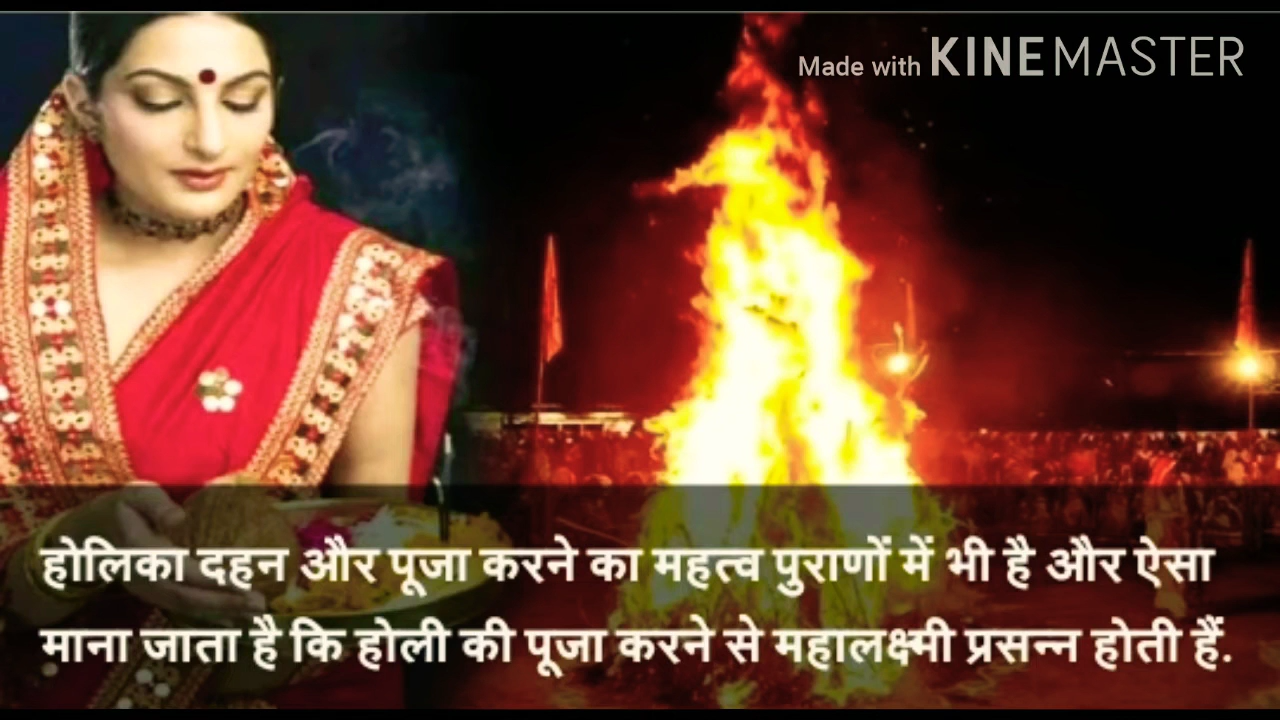 Made with KINEMASTER
होलिका दहन और पूजा करने का महत्व पुराणों में भी है और ऐसा
माना जाता है कि होली की पूजा करने से महालक्ष्मी प्रसन्न होती हैं.